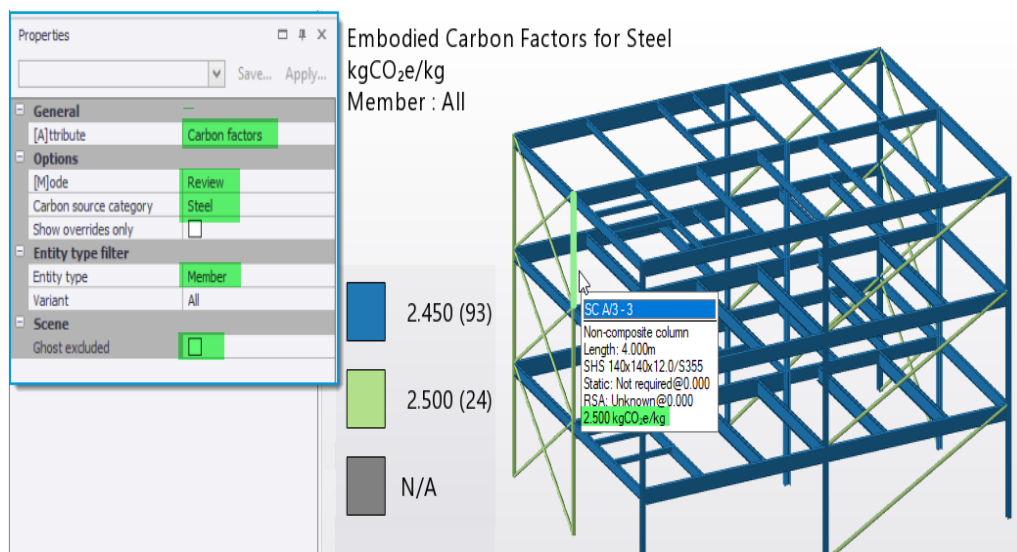 Properties
Save... Apply...
General
[A]ttribute Carbon factors
Options
[M]ode Review
Carbon source category Steel
Show overrides only
Entity type filter
Entity type Member
Variant All
Scene
Ghost excluded
Embodied Carbon Factors for Steel
kgCO₂e/kg
Member : All
2.450 (93)
2.500 (24)
N/A
SC A/3 - 3
Non-composite column
Length: 4.000m
SHS 140x140x12.0/S355
Static: Not required@0.000
RSA: Unknown@0.000
2.500 kgCO₂e/kg